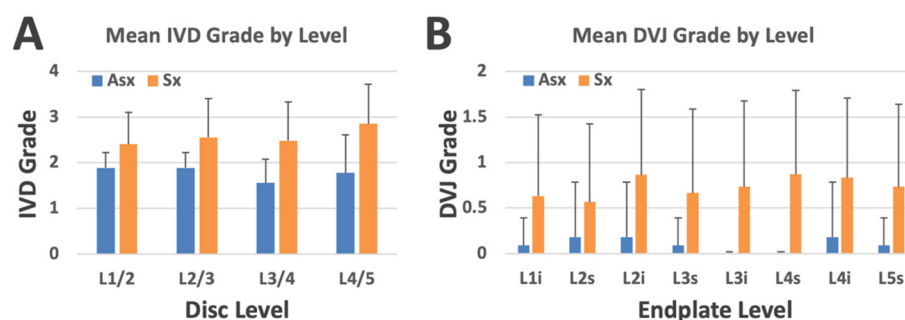 A
Mean IVD Grade by Level
Asx Sx
4
3
2
1
0
IVD Grade
L1/2 L2/3 L3/4 L4/5
Disc Level
B
Mean DVJ Grade by Level
Asx Sx
2
1.5
1
0.5
0
DVJ Grade
L1i L2s L2i L3s L3i L4s L4i L5s
Endplate Level